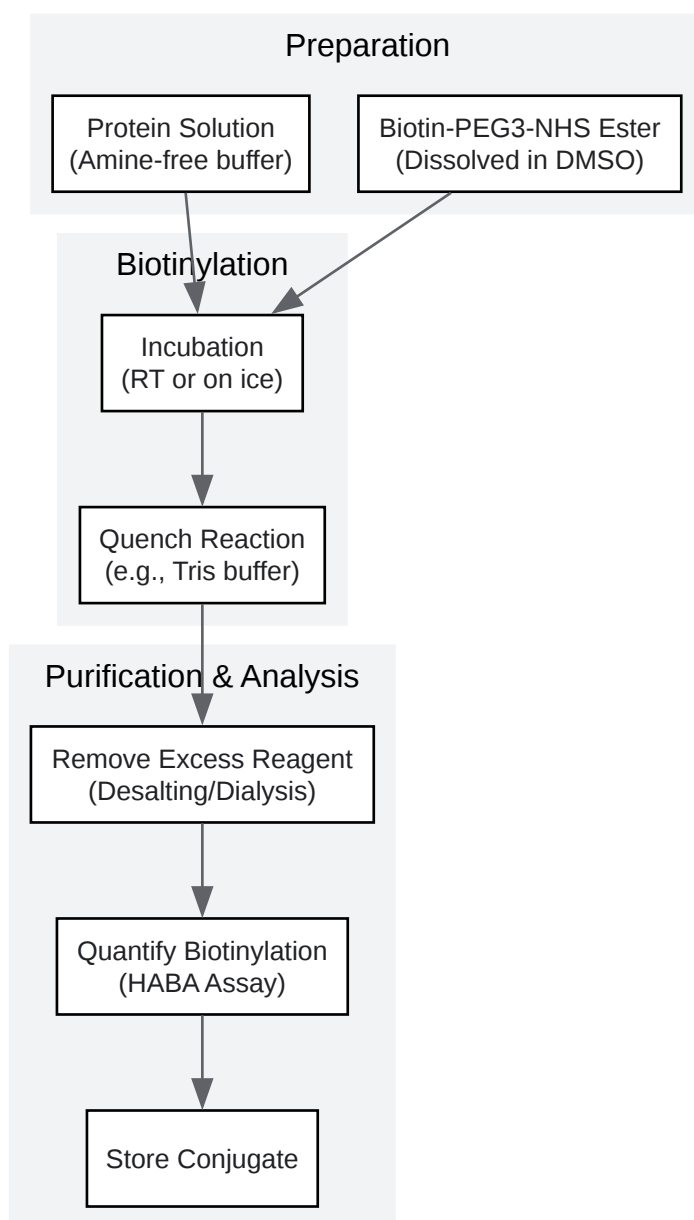 Preparation
Protein Solution
(Amine-free buffer)
Biotin-PEG3-NHS Ester
(Dissolved in DMSO)
Biotinylation
Incubation
(RT or on ice)
Quench Reaction
(e.g., Tris buffer)
Purification & Analysis
Remove Excess Reagent
(Desalting/Dialysis)
Quantify Biotinylation
(HABA Assay)
Store Conjugate